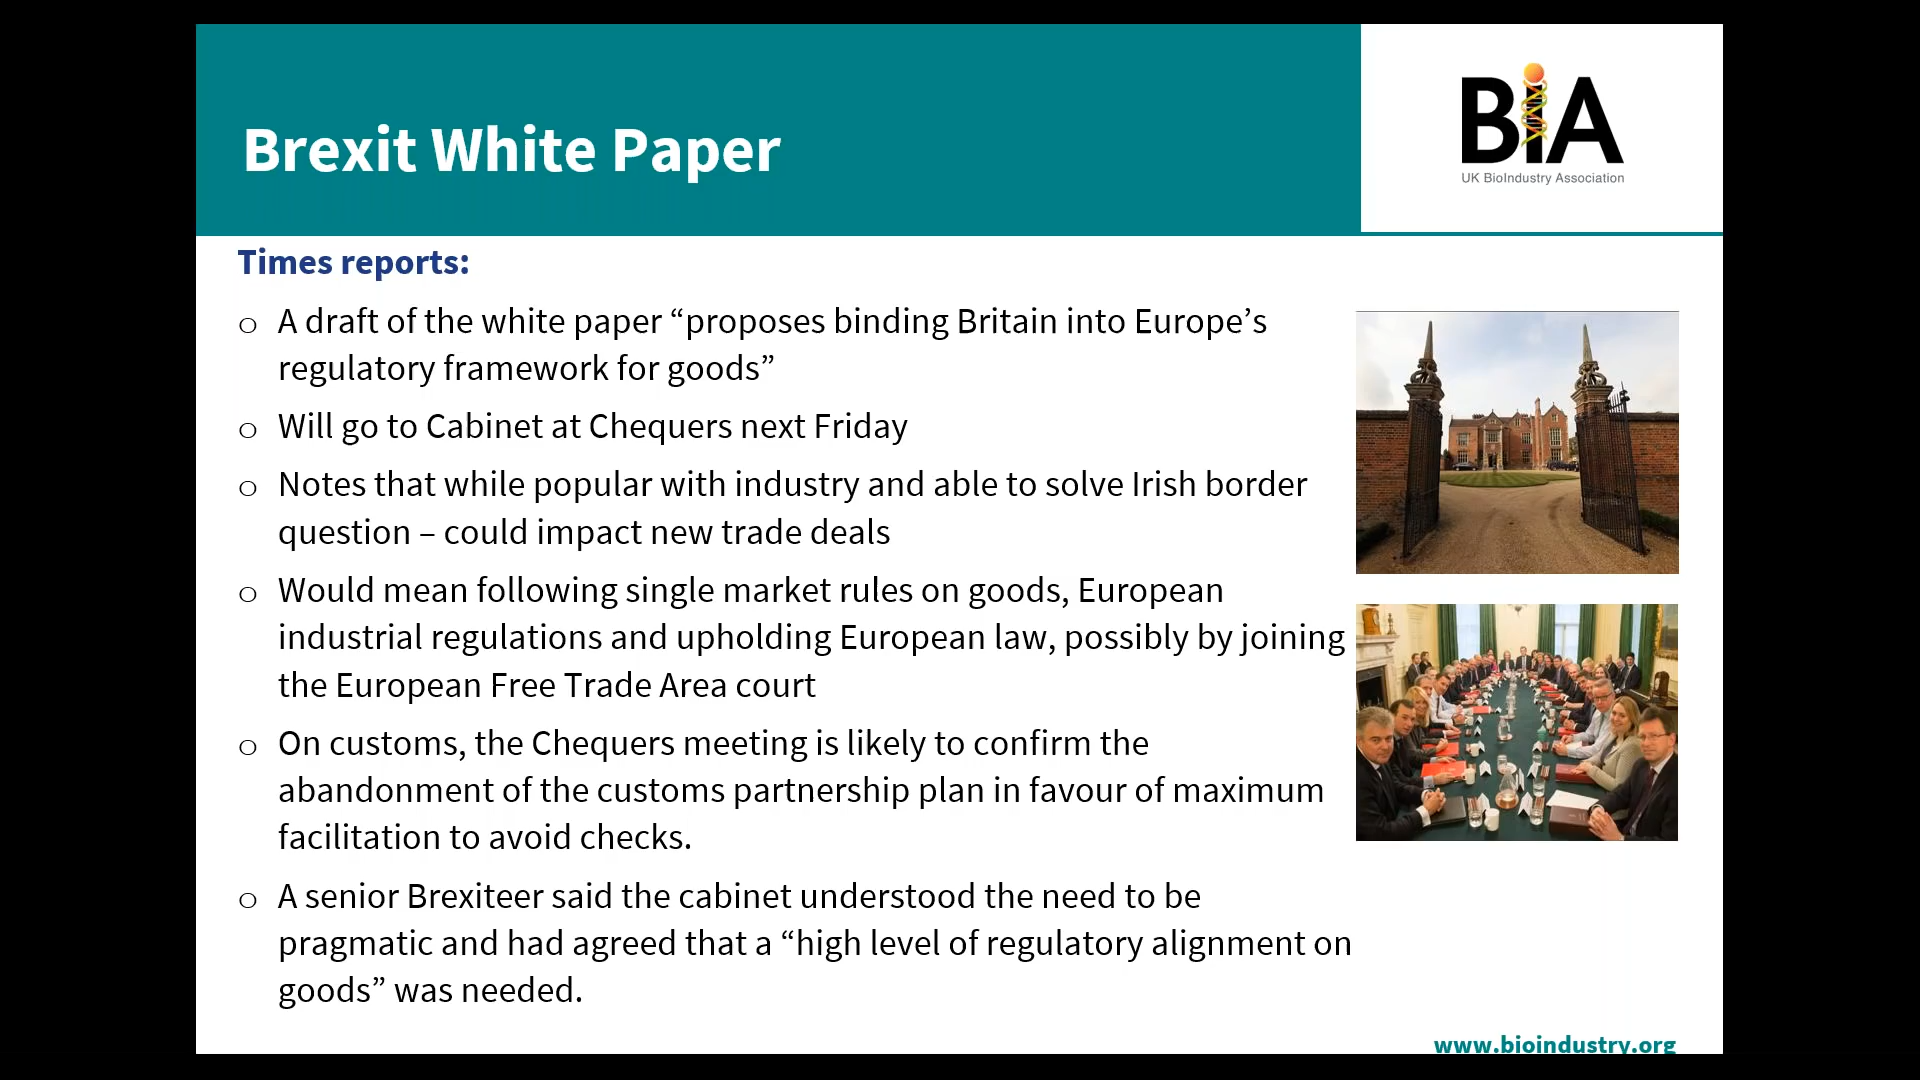 Brexit White Paper
BiA
UK BioIndustry Association
Times reports:
o A draft of the white paper “proposes binding Britain into Europe’s
regulatory framework for goods”
o Will go to Cabinet at Chequers next Friday
o Notes that while popular with industry and able to solve Irish border
question – could impact new trade deals
o Would mean following single market rules on goods, European
industrial regulations and upholding European law, possibly by joining
the European Free Trade Area court
o On customs, the Chequers meeting is likely to confirm the
abandonment of the customs partnership plan in favour of maximum
facilitation to avoid checks.
o A senior Brexiteer said the cabinet understood the need to be
pragmatic and had agreed that a “high level of regulatory alignment on
goods” was needed.
www.bioindustry.org